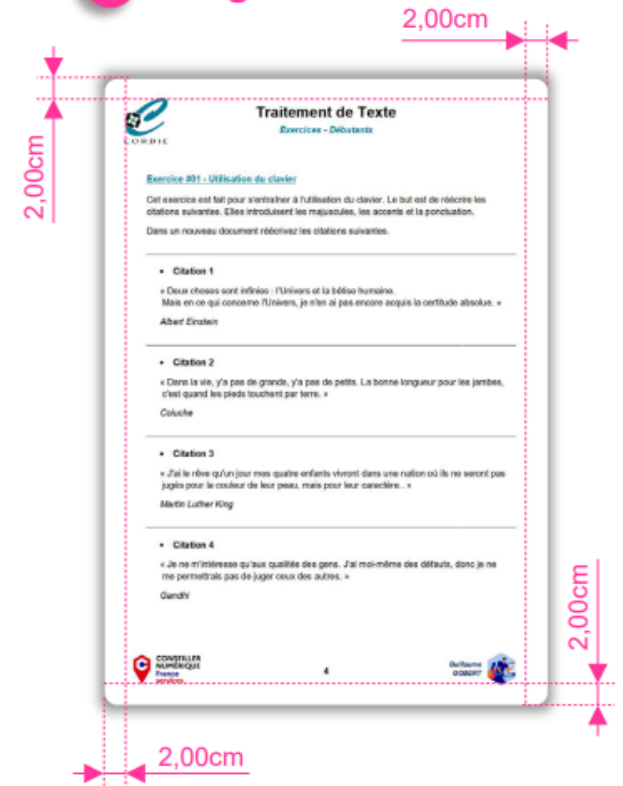 2,00cm
2,00cm
CORDIE
Traitement de Texte
Exercices - Débutants
Exercice #01 - Utilisation du clavier
Cet exercice est fait pour s'entraîner à l'utilisation du clavier. Le but est de réécrire les
citations suivantes. Elles introduisent les majuscules, les accents et la ponctuation.
Dans un nouveau document réécrivez les citations suivantes.
• Citation 1
« Deux choses sont infinies : l'Univers et la bêtise humaine.
Mais en ce qui concerne l'Univers, je n'en ai pas encore acquis la certitude absolue. »
Albert Einstein
• Citation 2
« Dans la vie, y'a pas de grands, y'a pas de petits. La bonne longueur pour les jambes,
c'est quand les pieds touchent par terre. »
Coluche
• Citation 3
« J'ai le rêve qu'un jour mes quatre enfants vivront dans une nation où ils ne seront pas
jugés pour la couleur de leur peau, mais pour leur caractère.. »
Martin Luther King
• Citation 4
« Je ne m'intéresse qu'aux qualités des gens. J'ai moi-même des défauts, donc je ne
me permettrais pas de juger ceux des autres. »
Gandhi
CONSEILLER
NUMÉRIQUE
France
services
4
Guillaume
GOBERT
2,00cm
2,00cm